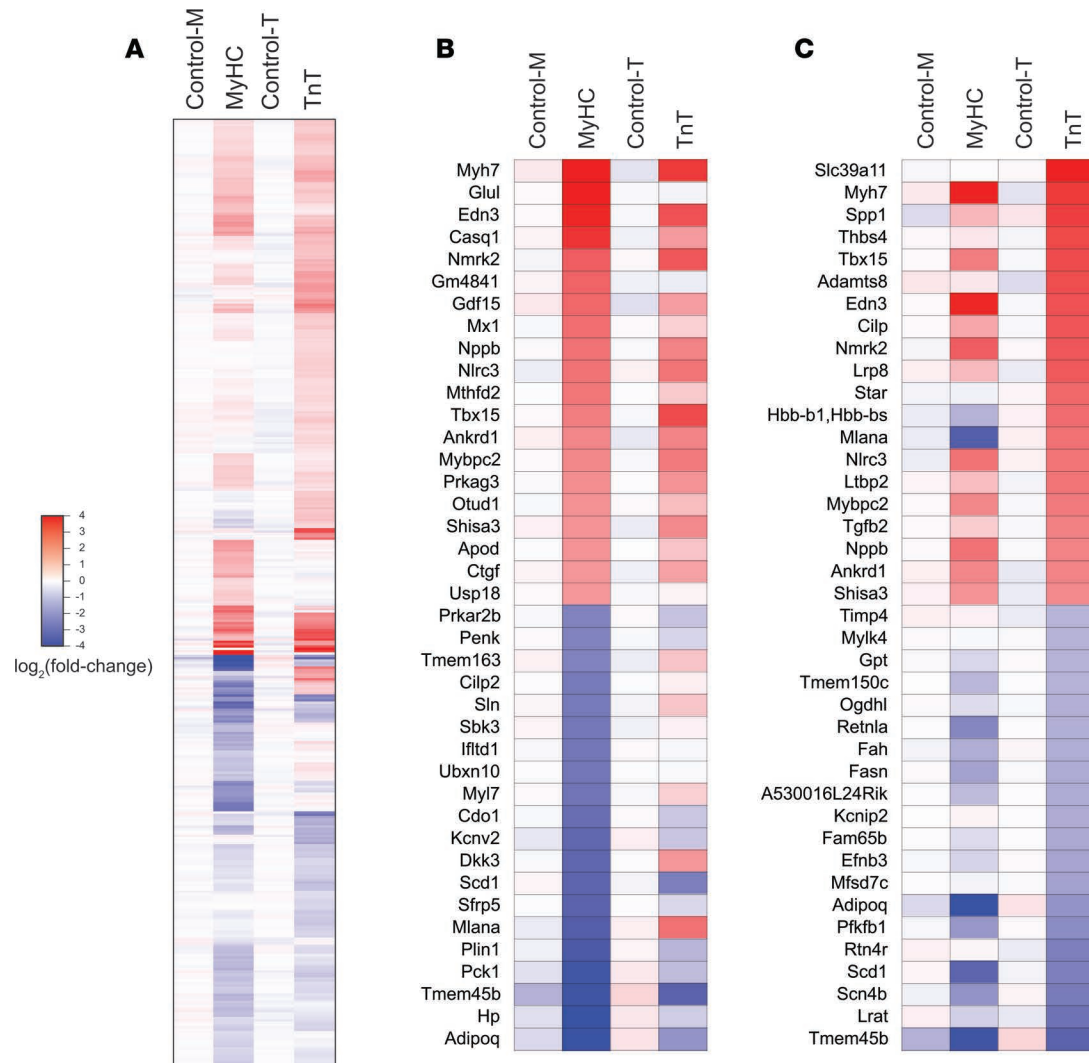 A
Control-M
MyHC
Control-T
TnT
4
3
2
1
0
-1
-2
-3
-4
log2(fold-change)
B
Control-M
MyHC
Control-T
TnT
Myh7
Glul
Edn3
Casq1
Nmrk2
Gm4841
Gdf15
Mx1
Nppb
Nlrc3
Mthfd2
Tbx15
Ankrd1
Mybpc2
Prkag3
Otud1
Shisa3
Apod
Ctgf
Usp18
Prkar2b
Penk
Tmem163
Cilp2
Sln
Sbk3
Ifltd1
Ubxn10
Myl7
Cdo1
Kcnv2
Dkk3
Scd1
Sfrp5
Mlana
Plin1
Pck1
Tmem45b
Hp
Adipoq
C
Control-M
MyHC
Control-T
TnT
Slc39a11
Myh7
Spp1
Thbs4
Tbx15
Adamts8
Edn3
Cilp
Nmrk2
Lrp8
Star
Hbb-b1,Hbb-bs
Mlana
Nlrc3
Ltbp2
Mybpc2
Tgfb2
Nppb
Ankrd1
Shisa3
Timp4
Mylk4
Gpt
Tmem150c
Ogdhl
Retnla
Fah
Fasn
A530016L24Rik
Kcnip2
Fam65b
Efnb3
Mfsd7c
Adipoq
Pfkfb1
Rtn4r
Scd1
Scn4b
Lrat
Tmem45b